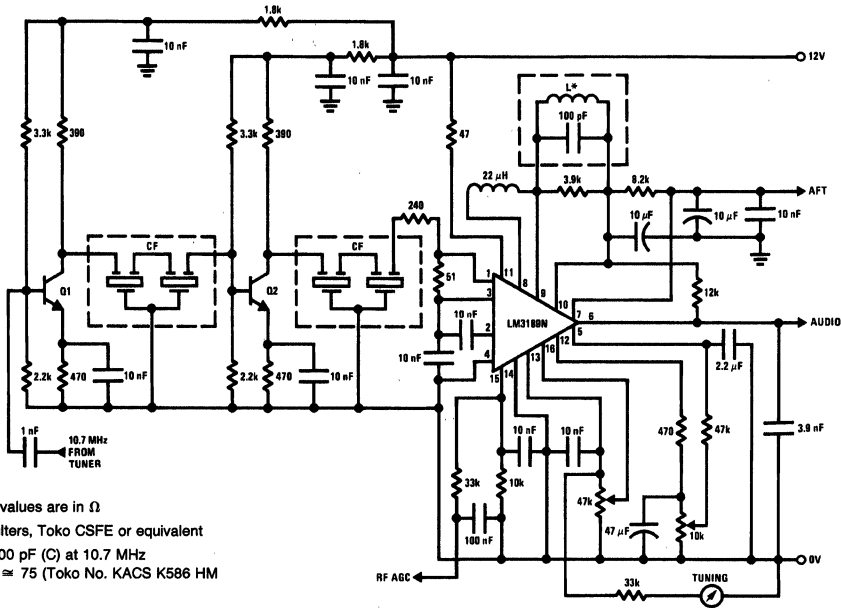 1.8k
10 nF
1.8k
12V
10 nF
10 nF
L*
100 pF
3.3k
390
3.3k
390
47
22 μH
3.9k
8.2k
AFT
240
10 μF
10 μF
10 nF
CF
CF
51
1
11
8
9
10
Q1
Q2
3
12k
LM3189N
7
6
AUDIO
10 nF
2
5
12
16
2.2 μF
10 nF
4
13
14
15
2.2k
470
10 nF
2.2k
470
10 nF
1 nF
10.7 MHz
FROM
TUNER
10 nF
10 nF
470
47k
3.9 nF
33k
10k
47k
values are in Ω
lters, Toko CSFE or equivalent
100 nF
47 μF
10k
00 pF (C) at 10.7 MHz
≅ 75 (Toko No. KACS K586 HM
0V
RF AGC
33k
TUNING